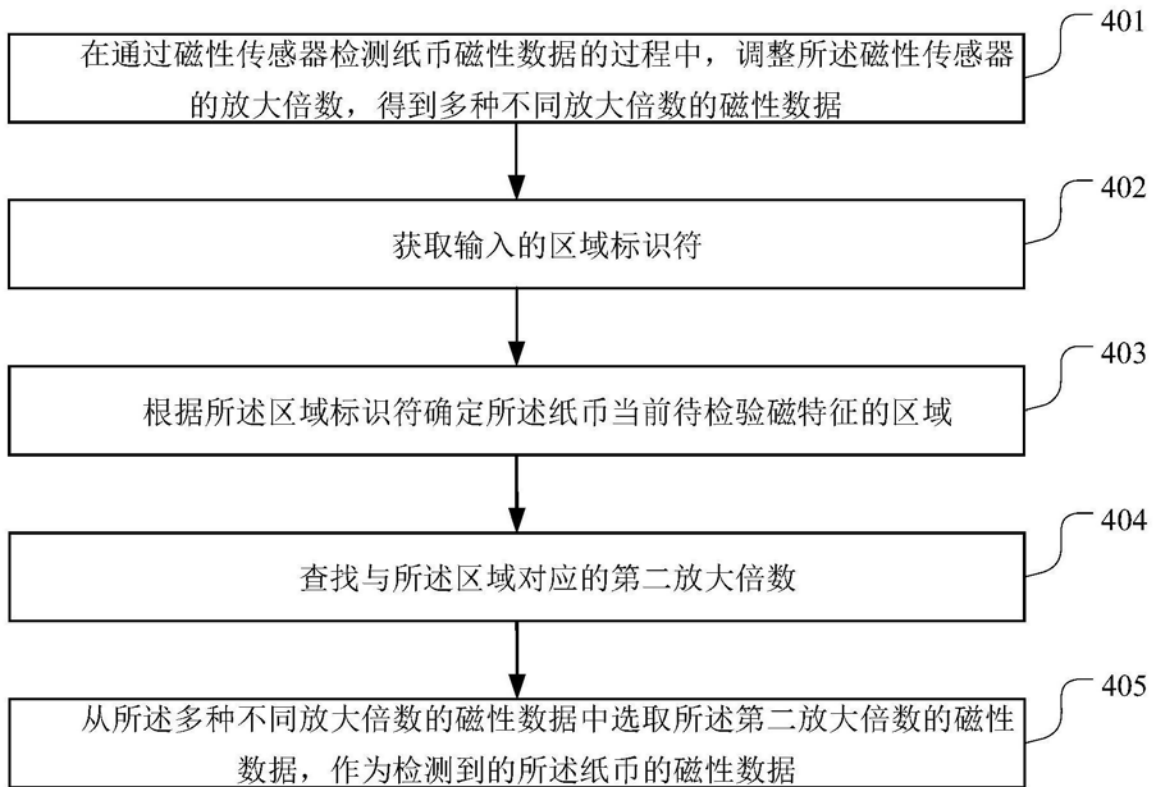 401
在通过磁性传感器检测纸币磁性数据的过程中，调整所述磁性传感器
的放大倍数，得到多种不同放大倍数的磁性数据
402
获取输入的区域标识符
403
根据所述区域标识符确定所述纸币当前待检验磁特征的区域
404
查找与所述区域对应的第二放大倍数
405
从所述多种不同放大倍数的磁性数据中选取所述第二放大倍数的磁性
数据，作为检测到的所述纸币的磁性数据